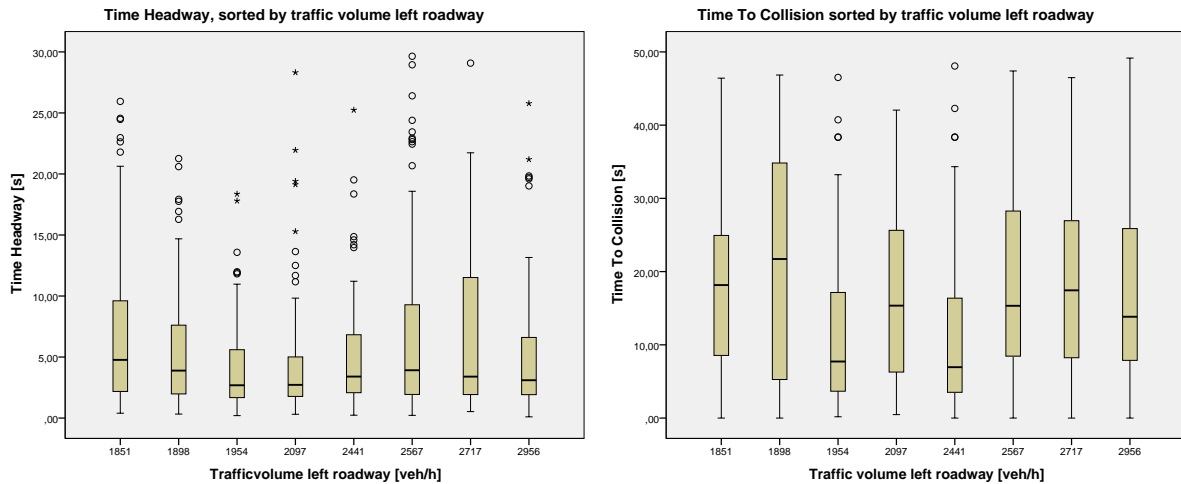 Time Headway, sorted by traffic volume left roadway
30,00
25,00
20,00
15,00
10,00
5,00
,00
Time Headway [s]
1851 1898 1954 2097 2441 2567 2717 2956
Trafficvolume left roadway [veh/h]
Time To Collision sorted by traffic volume left roadway
50,00
40,00
30,00
20,00
10,00
,00
Time To Collision [s]
1851 1898 1954 2097 2441 2567 2717 2956
Traffic volume left roadway [veh/h]